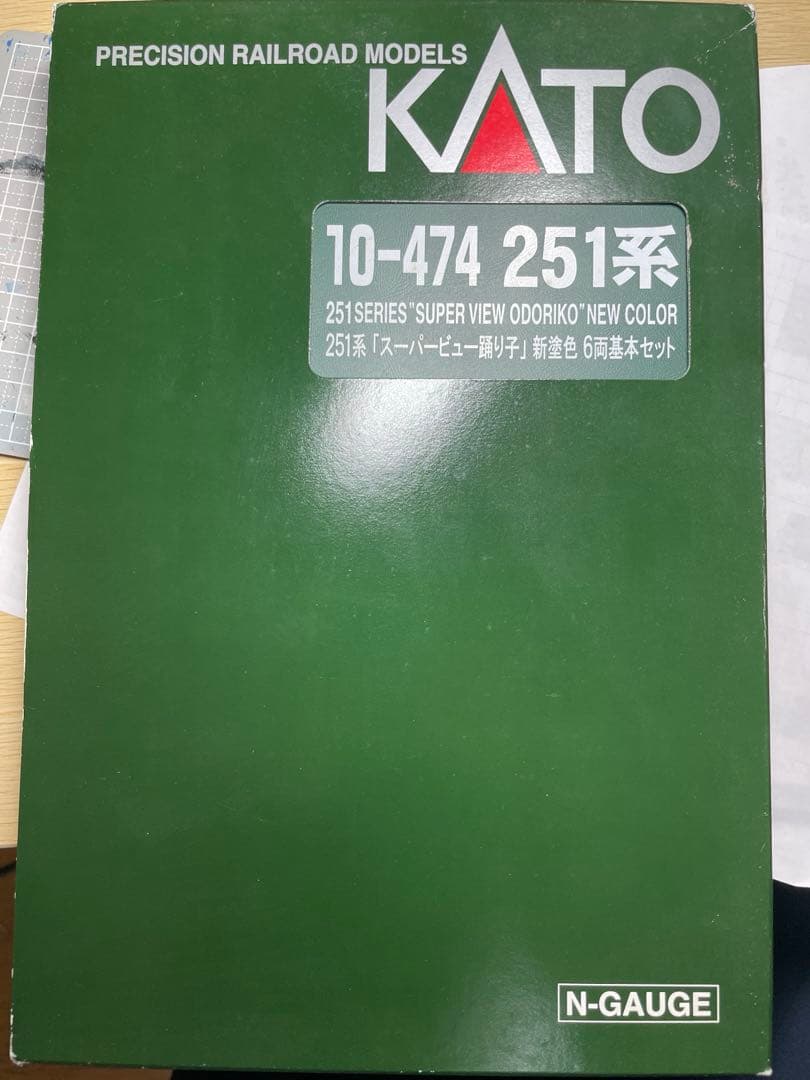 PRECISION RAILROAD MODELS
KATO
10-474 251系
251SERIES "SUPER VIEW ODORIKO" NEW COLOR
251系「スーパービュー踊り子」新塗色 6両基本セット
N-GAUGE